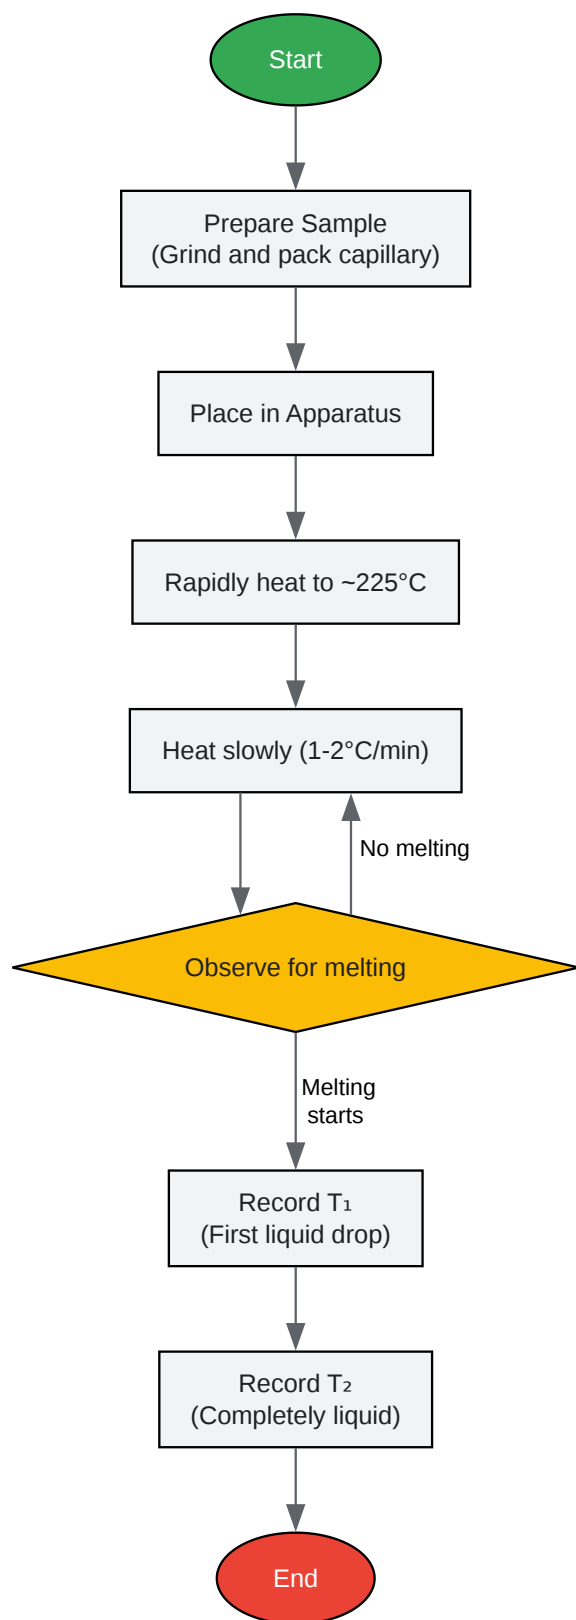 Start
Prepare Sample
(Grind and pack capillary)
Place in Apparatus
Rapidly heat to ~225°C
Heat slowly (1-2°C/min)
No melting
Observe for melting
Melting
starts
Record T₁
(First liquid drop)
Record T₂
(Completely liquid)
End